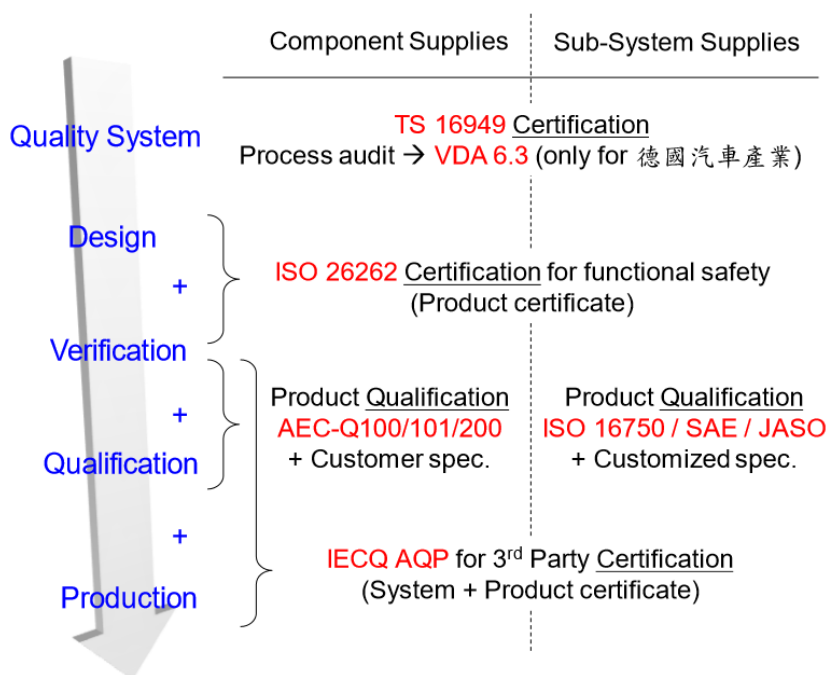 Component Supplies
Sub-System Supplies
Quality System
TS 16949 Certification
Process audit → VDA 6.3 (only for 德國汽車產業)
Design
+
ISO 26262 Certification for functional safety
(Product certificate)
Verification
+
Qualification
Product Qualification
AEC-Q100/101/200
+ Customer spec.
Product Qualification
ISO 16750 / SAE / JASO
+ Customized spec.
+
Production
IECQ AQP for 3rd Party Certification
(System + Product certificate)